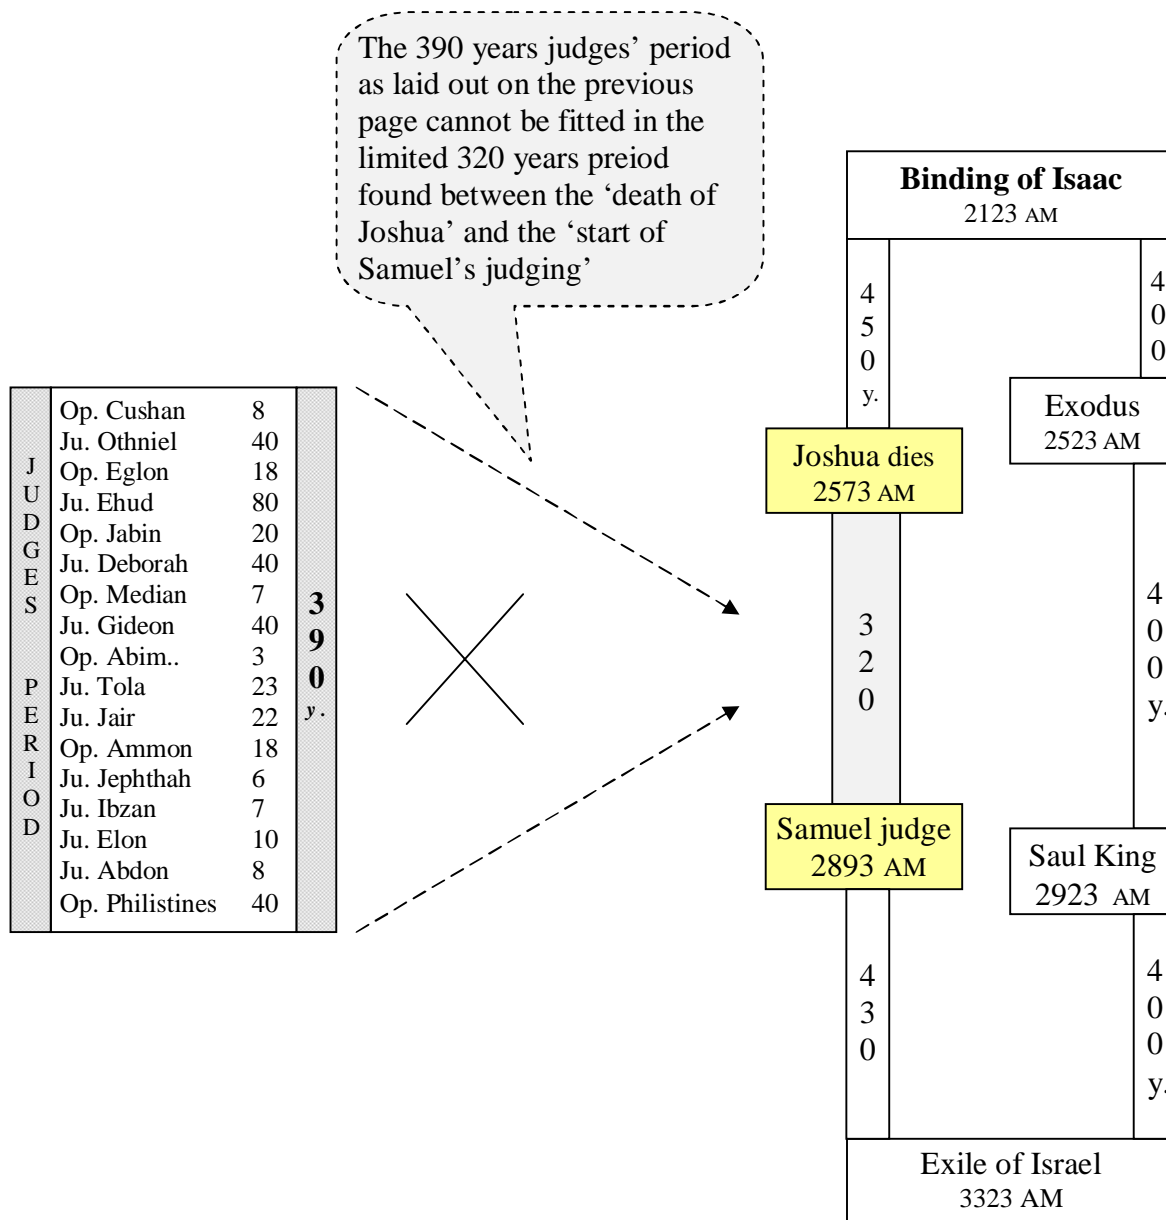 The 390 years judges’ period
as laid out on the previous
page cannot be fitted in the
limited 320 years preiod
found between the ‘death of
Joshua’ and the ‘start of
Samuel’s judging’
JUDGES PERIOD
Op. Cushan 8
Ju. Othniel 40
Op. Eglon 18
Ju. Ehud 80
Op. Jabin 20
Ju. Deborah 40
Op. Median 7
Ju. Gideon 40
Op. Abim.. 3
Ju. Tola 23
Ju. Jair 22
Op. Ammon 18
Ju. Jephthah 6
Ju. Ibzan 7
Ju. Elon 10
Ju. Abdon 8
Op. Philistines 40
390 y.
Binding of Isaac
2123 AM
450 y.
400
Joshua dies
2573 AM
Exodus
2523 AM
320
400 y.
Samuel judge
2893 AM
Saul King
2923 AM
430
400 y.
Exile of Israel
3323 AM